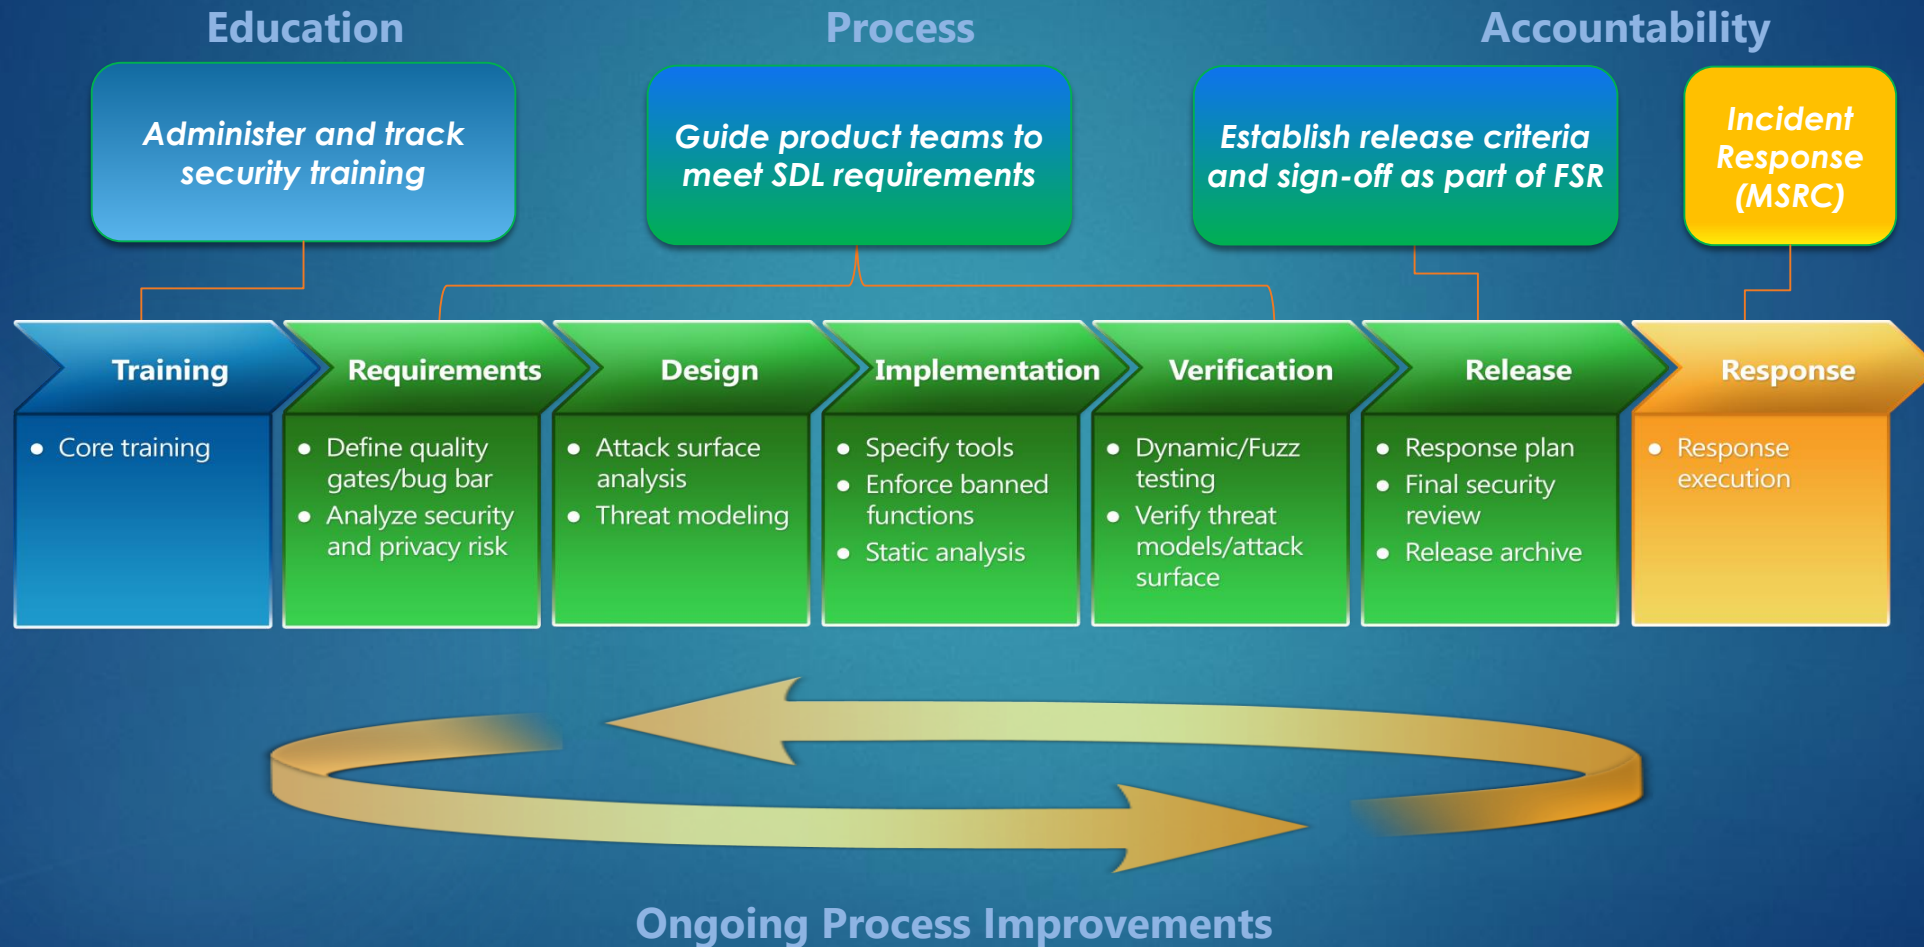 Education
Process
Accountability
Administer and track
security training
Guide product teams to
meet SDL requirements
Establish release criteria
and sign-off as part of FSR
Incident
Response
(MSRC)
Training
● Core training
Requirements
● Define quality
gates/bug bar
● Analyze security
and privacy risk
Design
● Attack surface
analysis
● Threat modeling
Implementation
● Specify tools
● Enforce banned
functions
● Static analysis
Verification
● Dynamic/Fuzz
testing
● Verify threat
models/attack
surface
Release
● Response plan
● Final security
review
● Release archive
Response
● Response
execution
Ongoing Process Improvements